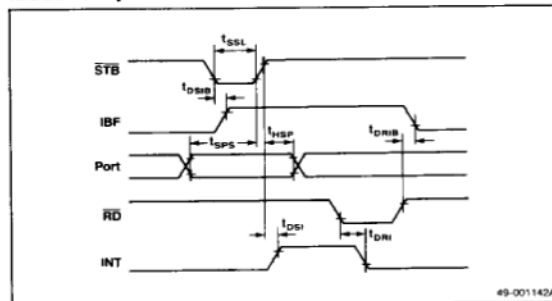 tSSL
STB
tDSIB
IBF
tSPS
tHSP
tDRIB
Port
RD
tDSI
tDRI
INT
49-001142A